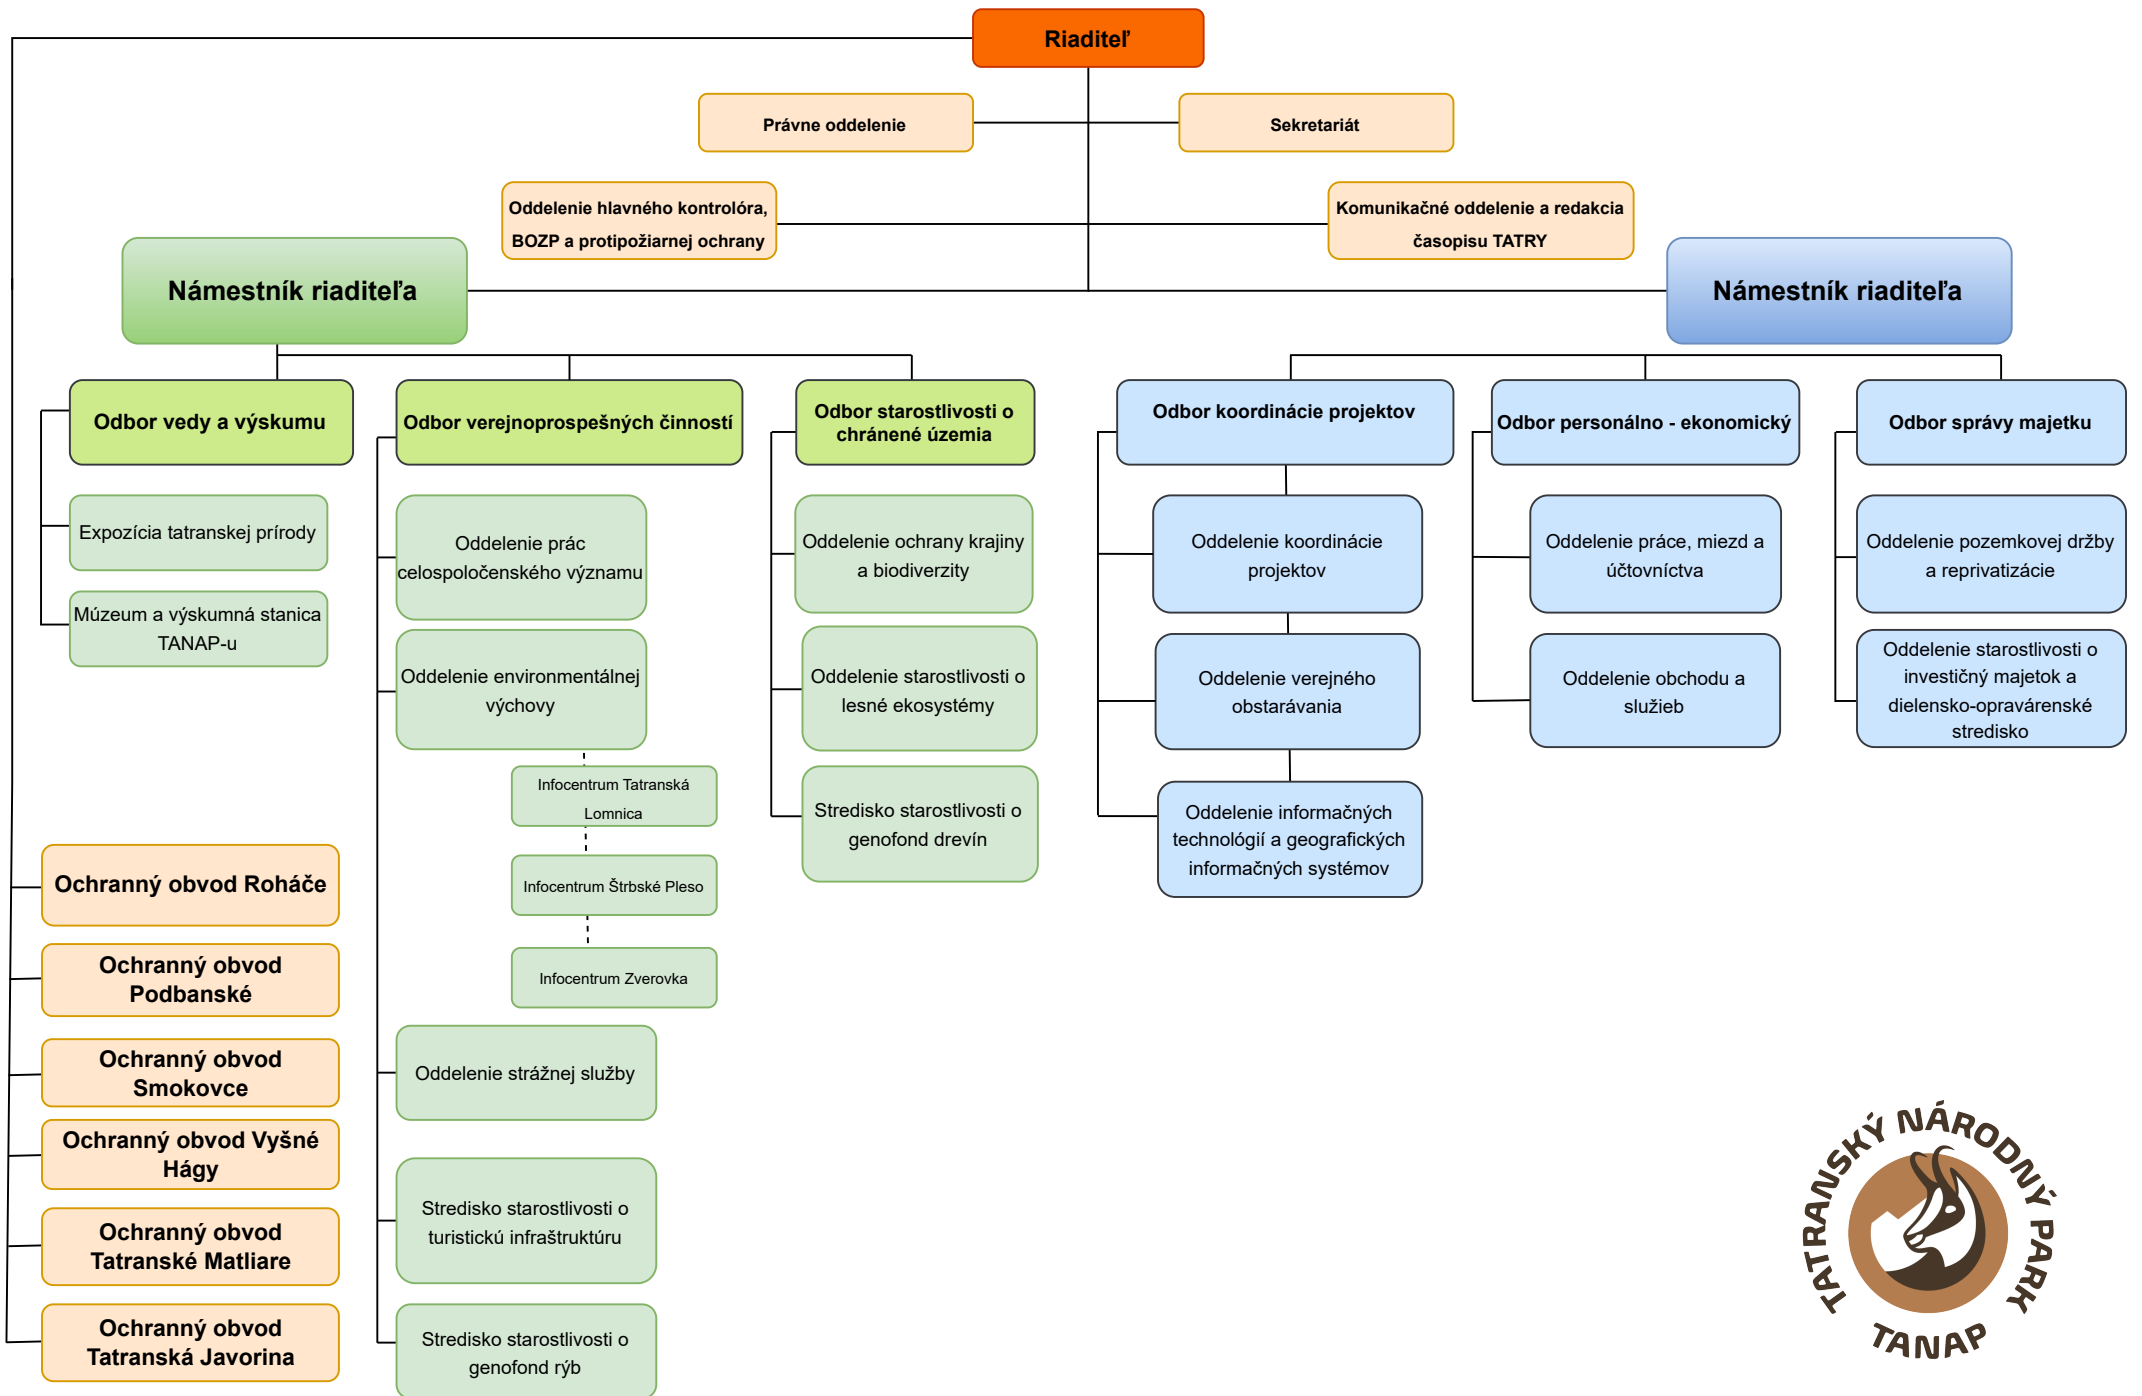 Riaditeľ
Právne oddelenie
Sekretariát
Oddelenie hlavného kontrolóra,
BOZP a protipožiarnej ochrany
Komunikačné oddelenie a redakcia
časopisu TATRY
Námestník riaditeľa
Námestník riaditeľa
Odbor vedy a výskumu
Expozícia tatranskej prírody
Múzeum a výskumná stanica
TANAP-u
Odbor verejnoprospešných činností
Oddelenie prác
celospoločenského významu
Oddelenie environmentálnej
výchovy
Infocentrum Tatranská
Lomnica
Infocentrum Štrbské Pleso
Infocentrum Zverovka
Oddelenie strážnej služby
Stredisko starostlivosti o
turistickú infraštruktúru
Stredisko starostlivosti o
genofond rýb
Odbor starostlivosti o
chránené územia
Oddelenie ochrany krajiny
a biodiverzity
Oddelenie starostlivosti o
lesné ekosystémy
Stredisko starostlivosti o
genofond drevín
Odbor koordinácie projektov
Oddelenie koordinácie
projektov
Oddelenie verejného
obstarávania
Oddelenie informačných
technológií a geografických
informačných systémov
Odbor personálno - ekonomický
Oddelenie práce, miezd a
účtovníctva
Oddelenie obchodu a
služieb
Odbor správy majetku
Oddelenie pozemkovej držby
a reprivatizácie
Oddelenie starostlivosti o
investičný majetok a
dielensko-opravárenské
stredisko
Ochranný obvod Roháče
Ochranný obvod
Podbanské
Ochranný obvod
Smokovce
Ochranný obvod Vyšné
Hágy
Ochranný obvod
Tatranské Matliare
Ochranný obvod
Tatranská Javorina
TATRANSKÝ NÁRODNÝ PARK
TANAP